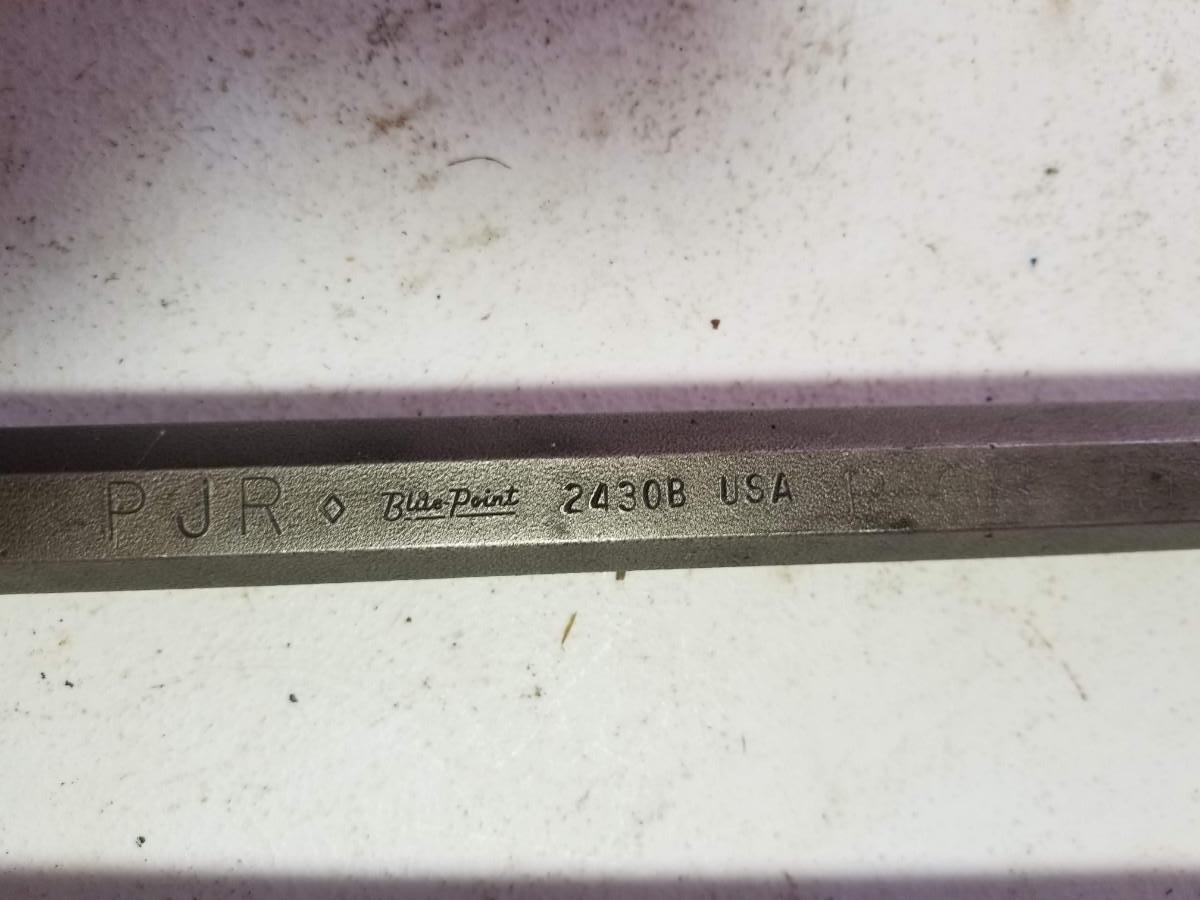 PJR ◇ Blue-Point 2430B USA